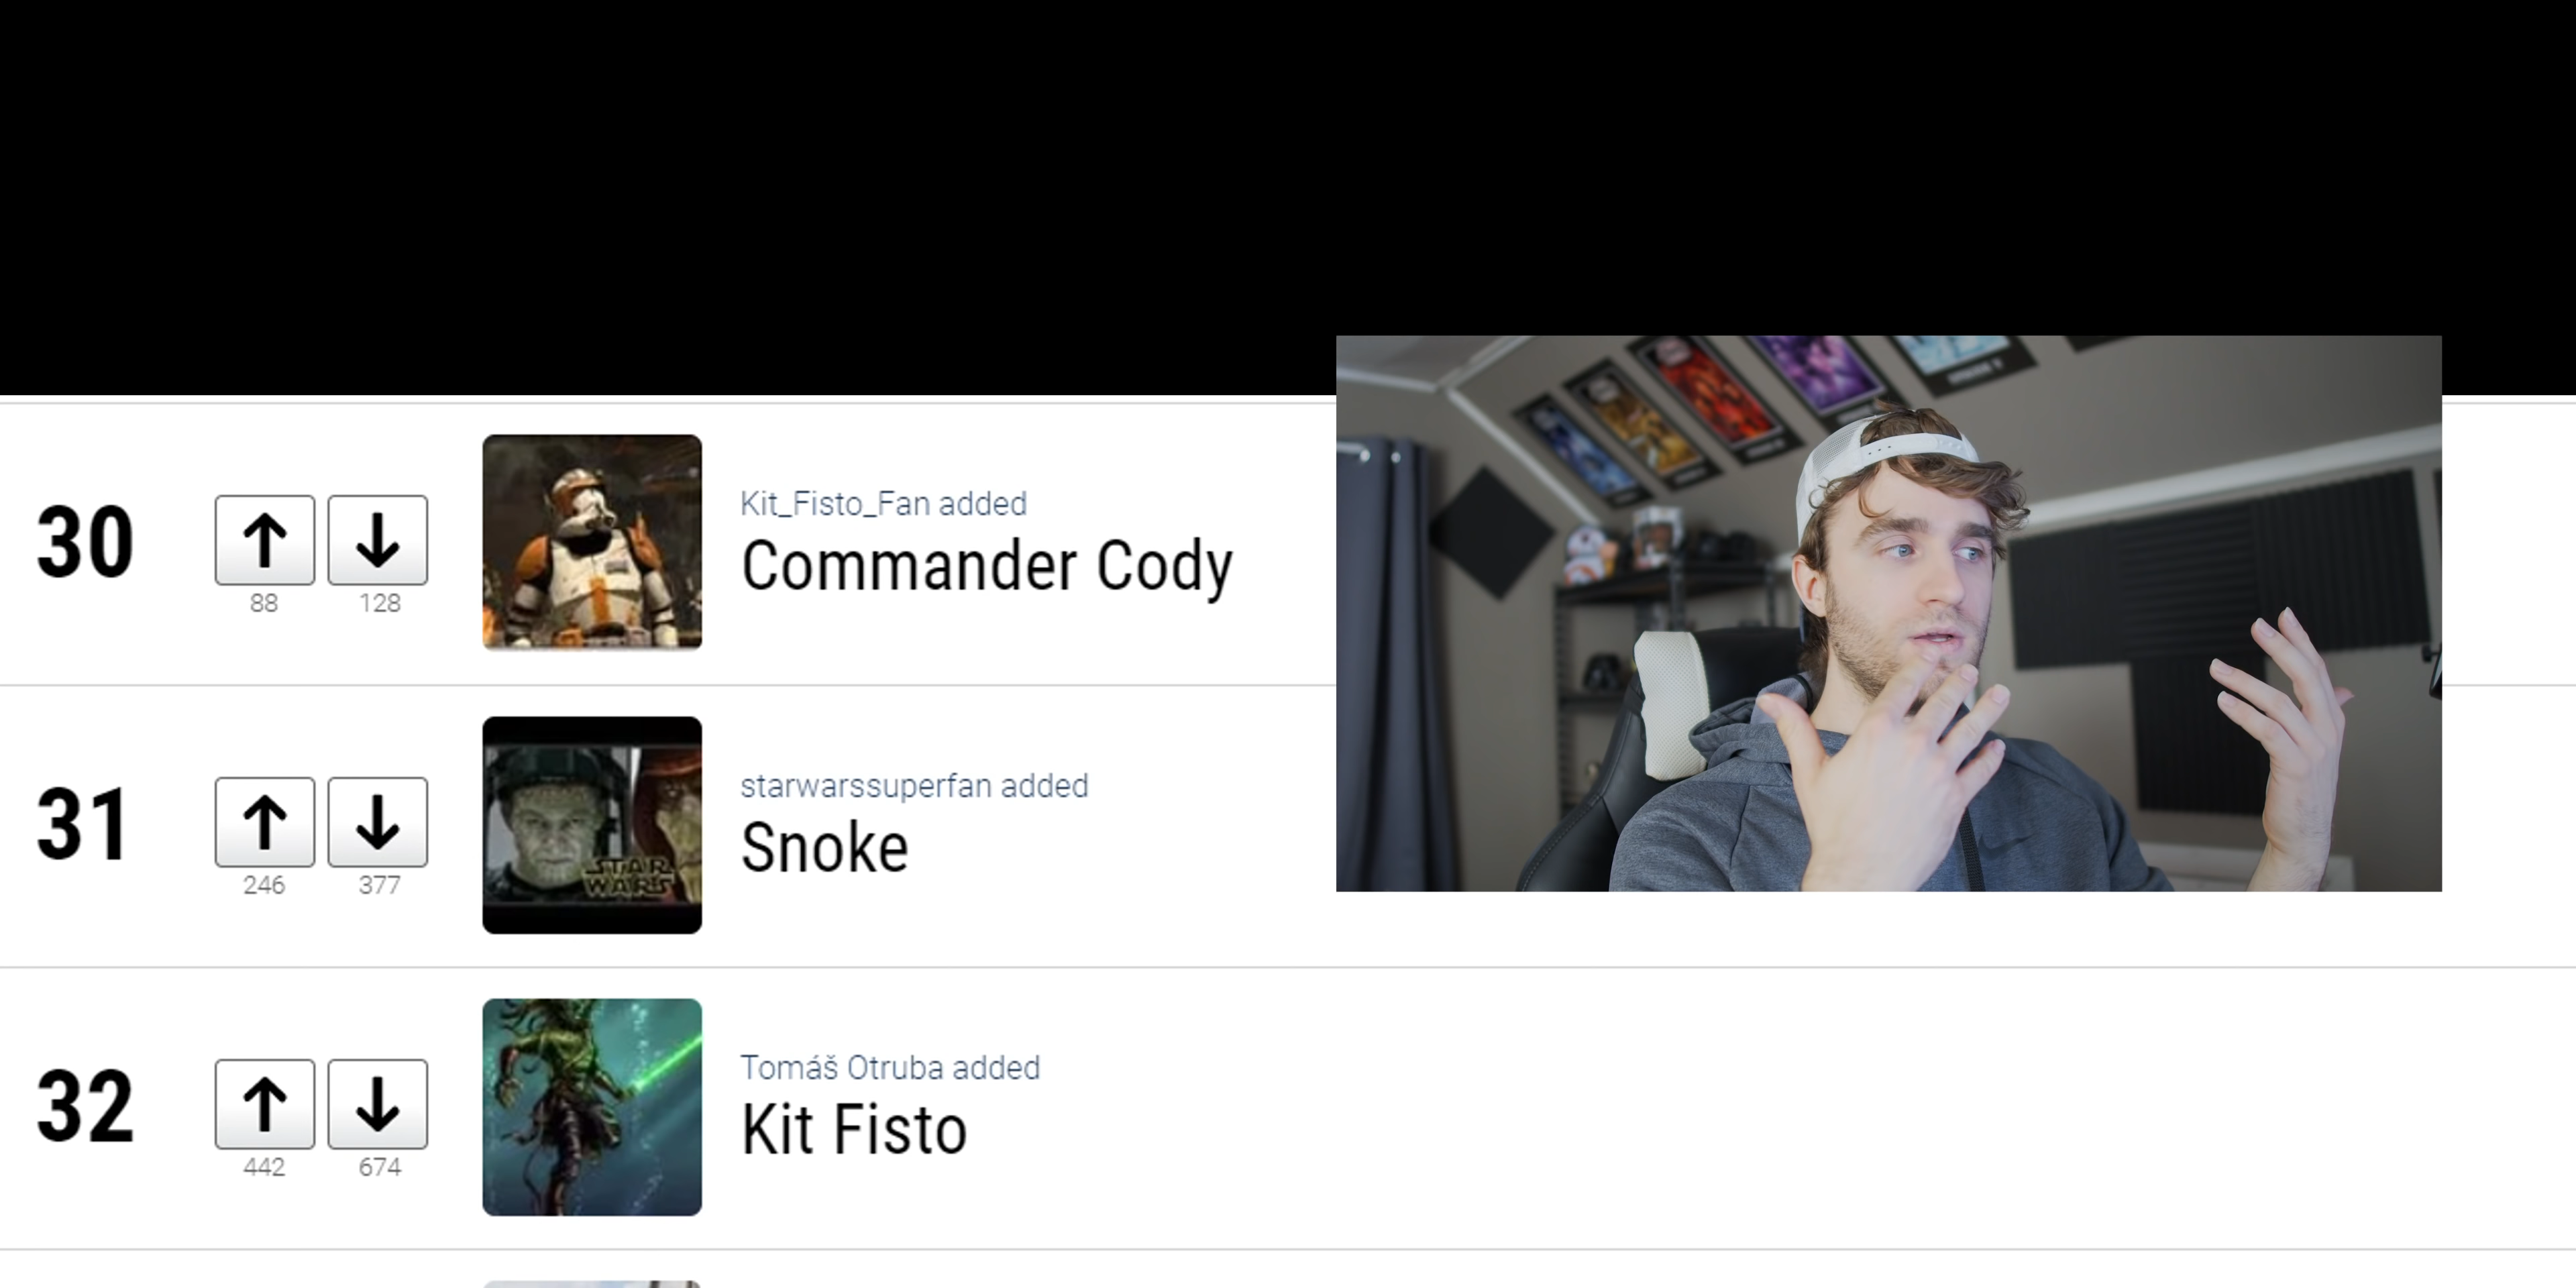 30
88 128
Kit_Fisto_Fan added
Commander Cody
31
246 377
STAR
WARS
starwarssuperfan added
Snoke
32
442 674
Tomáš Otruba added
Kit Fisto